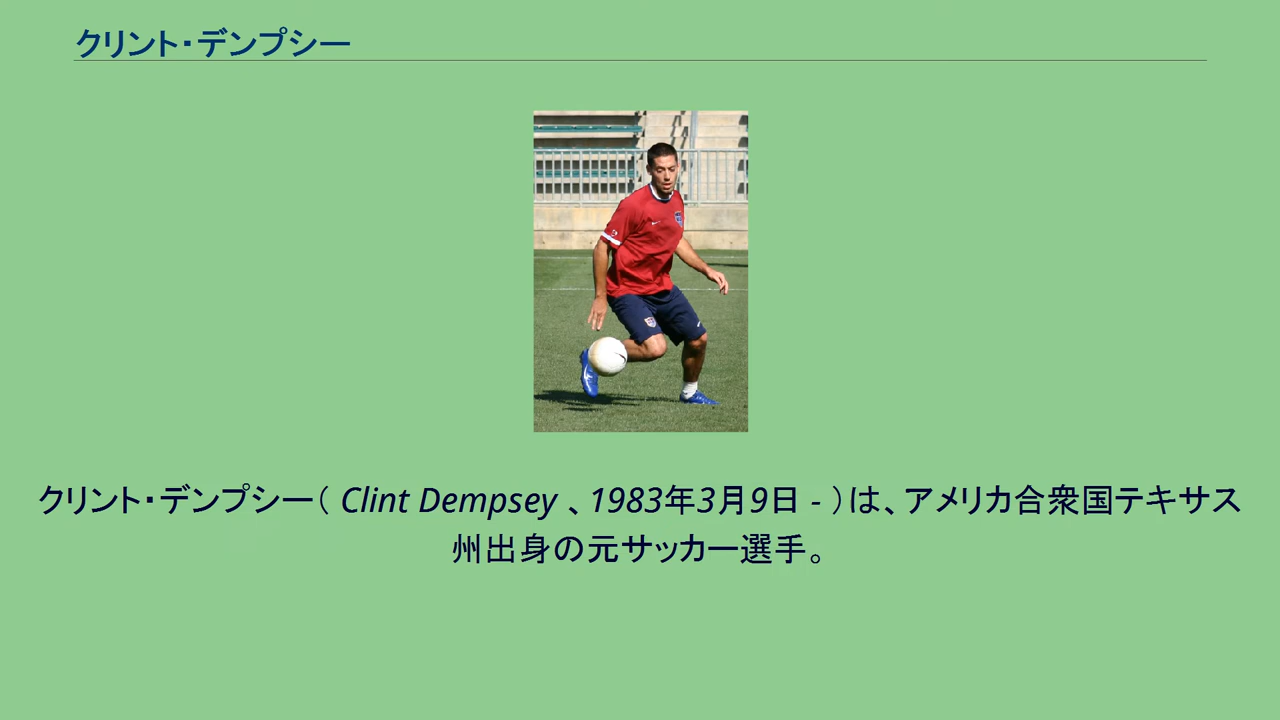 クリント・デンプシー
クリント・デンプシー（ Clint Dempsey 、1983年3月9日 - ）は、アメリカ合衆国テキサス
州出身の元サッカー選手。